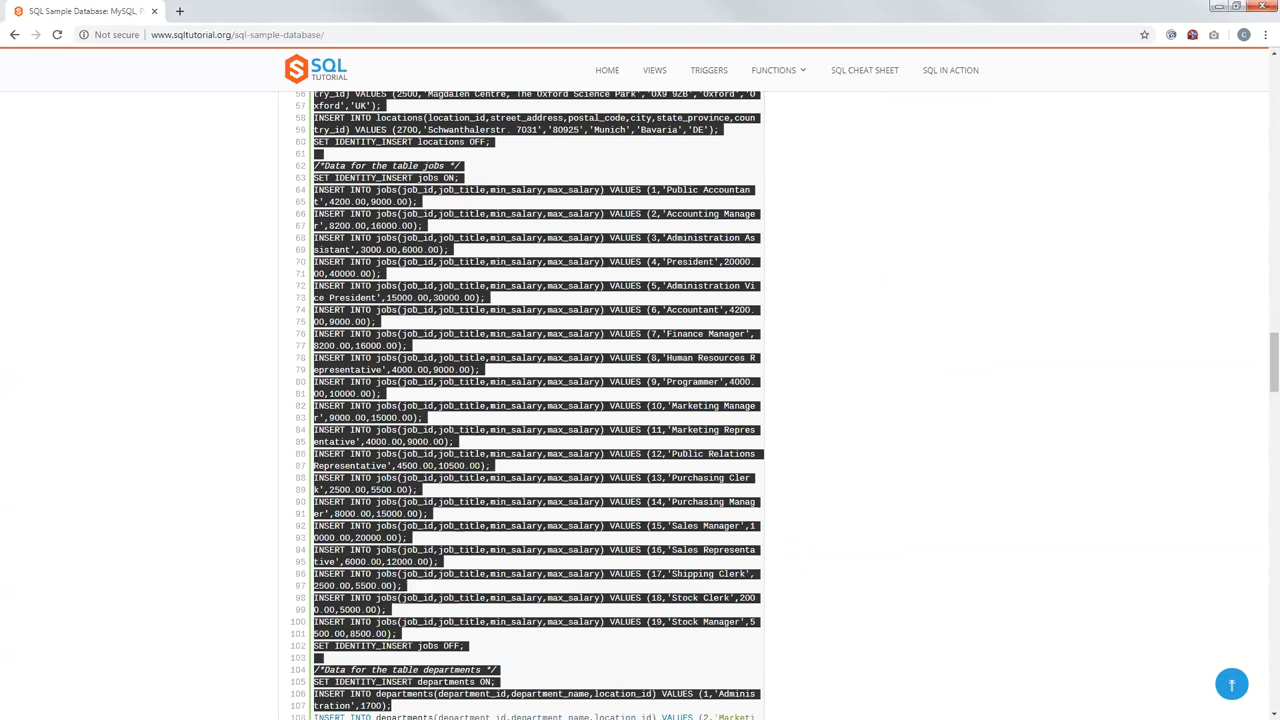 SQL Sample Database: MySQL, P
Not secure | www.sqltutorial.org/sql-sample-database/
C
SQL
TUTORIAL
HOME VIEWS TRIGGERS FUNCTIONS SQL CHEAT SHEET SQL IN ACTION
56 try_id) VALUES (2500,'Magdalen Centre, The Oxford Science Park','OX9 9ZB','Oxford','O
57 xford','UK');
58 INSERT INTO locations(location_id,street_address,postal_code,city,state_province,coun
59 try_id) VALUES (2700,'Schwanthalerstr. 7031','80925','Munich','Bavaria','DE');
60 SET IDENTITY_INSERT locations OFF;
61
62 /*Data for the table jobs */
63 SET IDENTITY_INSERT jobs ON;
64 INSERT INTO jobs(job_id,job_title,min_salary,max_salary) VALUES (1,'Public Accountan
65 t',4200.00,9000.00);
66 INSERT INTO jobs(job_id,job_title,min_salary,max_salary) VALUES (2,'Accounting Manage
67 r',8200.00,16000.00);
68 INSERT INTO jobs(job_id,job_title,min_salary,max_salary) VALUES (3,'Administration As
69 sistant',3000.00,6000.00);
70 INSERT INTO jobs(job_id,job_title,min_salary,max_salary) VALUES (4,'President',20000.
71 00,40000.00);
72 INSERT INTO jobs(job_id,job_title,min_salary,max_salary) VALUES (5,'Administration Vi
73 ce President',15000.00,30000.00);
74 INSERT INTO jobs(job_id,job_title,min_salary,max_salary) VALUES (6,'Accountant',4200.
75 00,9000.00);
76 INSERT INTO jobs(job_id,job_title,min_salary,max_salary) VALUES (7,'Finance Manager',
77 8200.00,16000.00);
78 INSERT INTO jobs(job_id,job_title,min_salary,max_salary) VALUES (8,'Human Resources R
79 epresentative',4000.00,9000.00);
80 INSERT INTO jobs(job_id,job_title,min_salary,max_salary) VALUES (9,'Programmer',4000.
81 00,10000.00);
82 INSERT INTO jobs(job_id,job_title,min_salary,max_salary) VALUES (10,'Marketing Manage
83 r',9000.00,15000.00);
84 INSERT INTO jobs(job_id,job_title,min_salary,max_salary) VALUES (11,'Marketing Repres
85 entative',4000.00,9000.00);
86 INSERT INTO jobs(job_id,job_title,min_salary,max_salary) VALUES (12,'Public Relations
87 Representative',4500.00,10500.00);
88 INSERT INTO jobs(job_id,job_title,min_salary,max_salary) VALUES (13,'Purchasing Cler
89 k',2500.00,5500.00);
90 INSERT INTO jobs(job_id,job_title,min_salary,max_salary) VALUES (14,'Purchasing Manag
91 er',8000.00,15000.00);
92 INSERT INTO jobs(job_id,job_title,min_salary,max_salary) VALUES (15,'Sales Manager',1
93 0000.00,20000.00);
94 INSERT INTO jobs(job_id,job_title,min_salary,max_salary) VALUES (16,'Sales Representa
95 tive',6000.00,12000.00);
96 INSERT INTO jobs(job_id,job_title,min_salary,max_salary) VALUES (17,'Shipping Clerk',
97 2500.00,5500.00);
98 INSERT INTO jobs(job_id,job_title,min_salary,max_salary) VALUES (18,'Stock Clerk',200
99 0.00,5000.00);
100 INSERT INTO jobs(job_id,job_title,min_salary,max_salary) VALUES (19,'Stock Manager',5
101 500.00,8500.00);
102 SET IDENTITY_INSERT jobs OFF;
103
104 /*Data for the table departments */
105 SET IDENTITY_INSERT departments ON;
106 INSERT INTO departments(department_id,department_name,location_id) VALUES (1,'Adminis
107 tration',1700);
108 INSERT INTO departments(department_id,department_name,location_id) VALUES (2,'Marketi